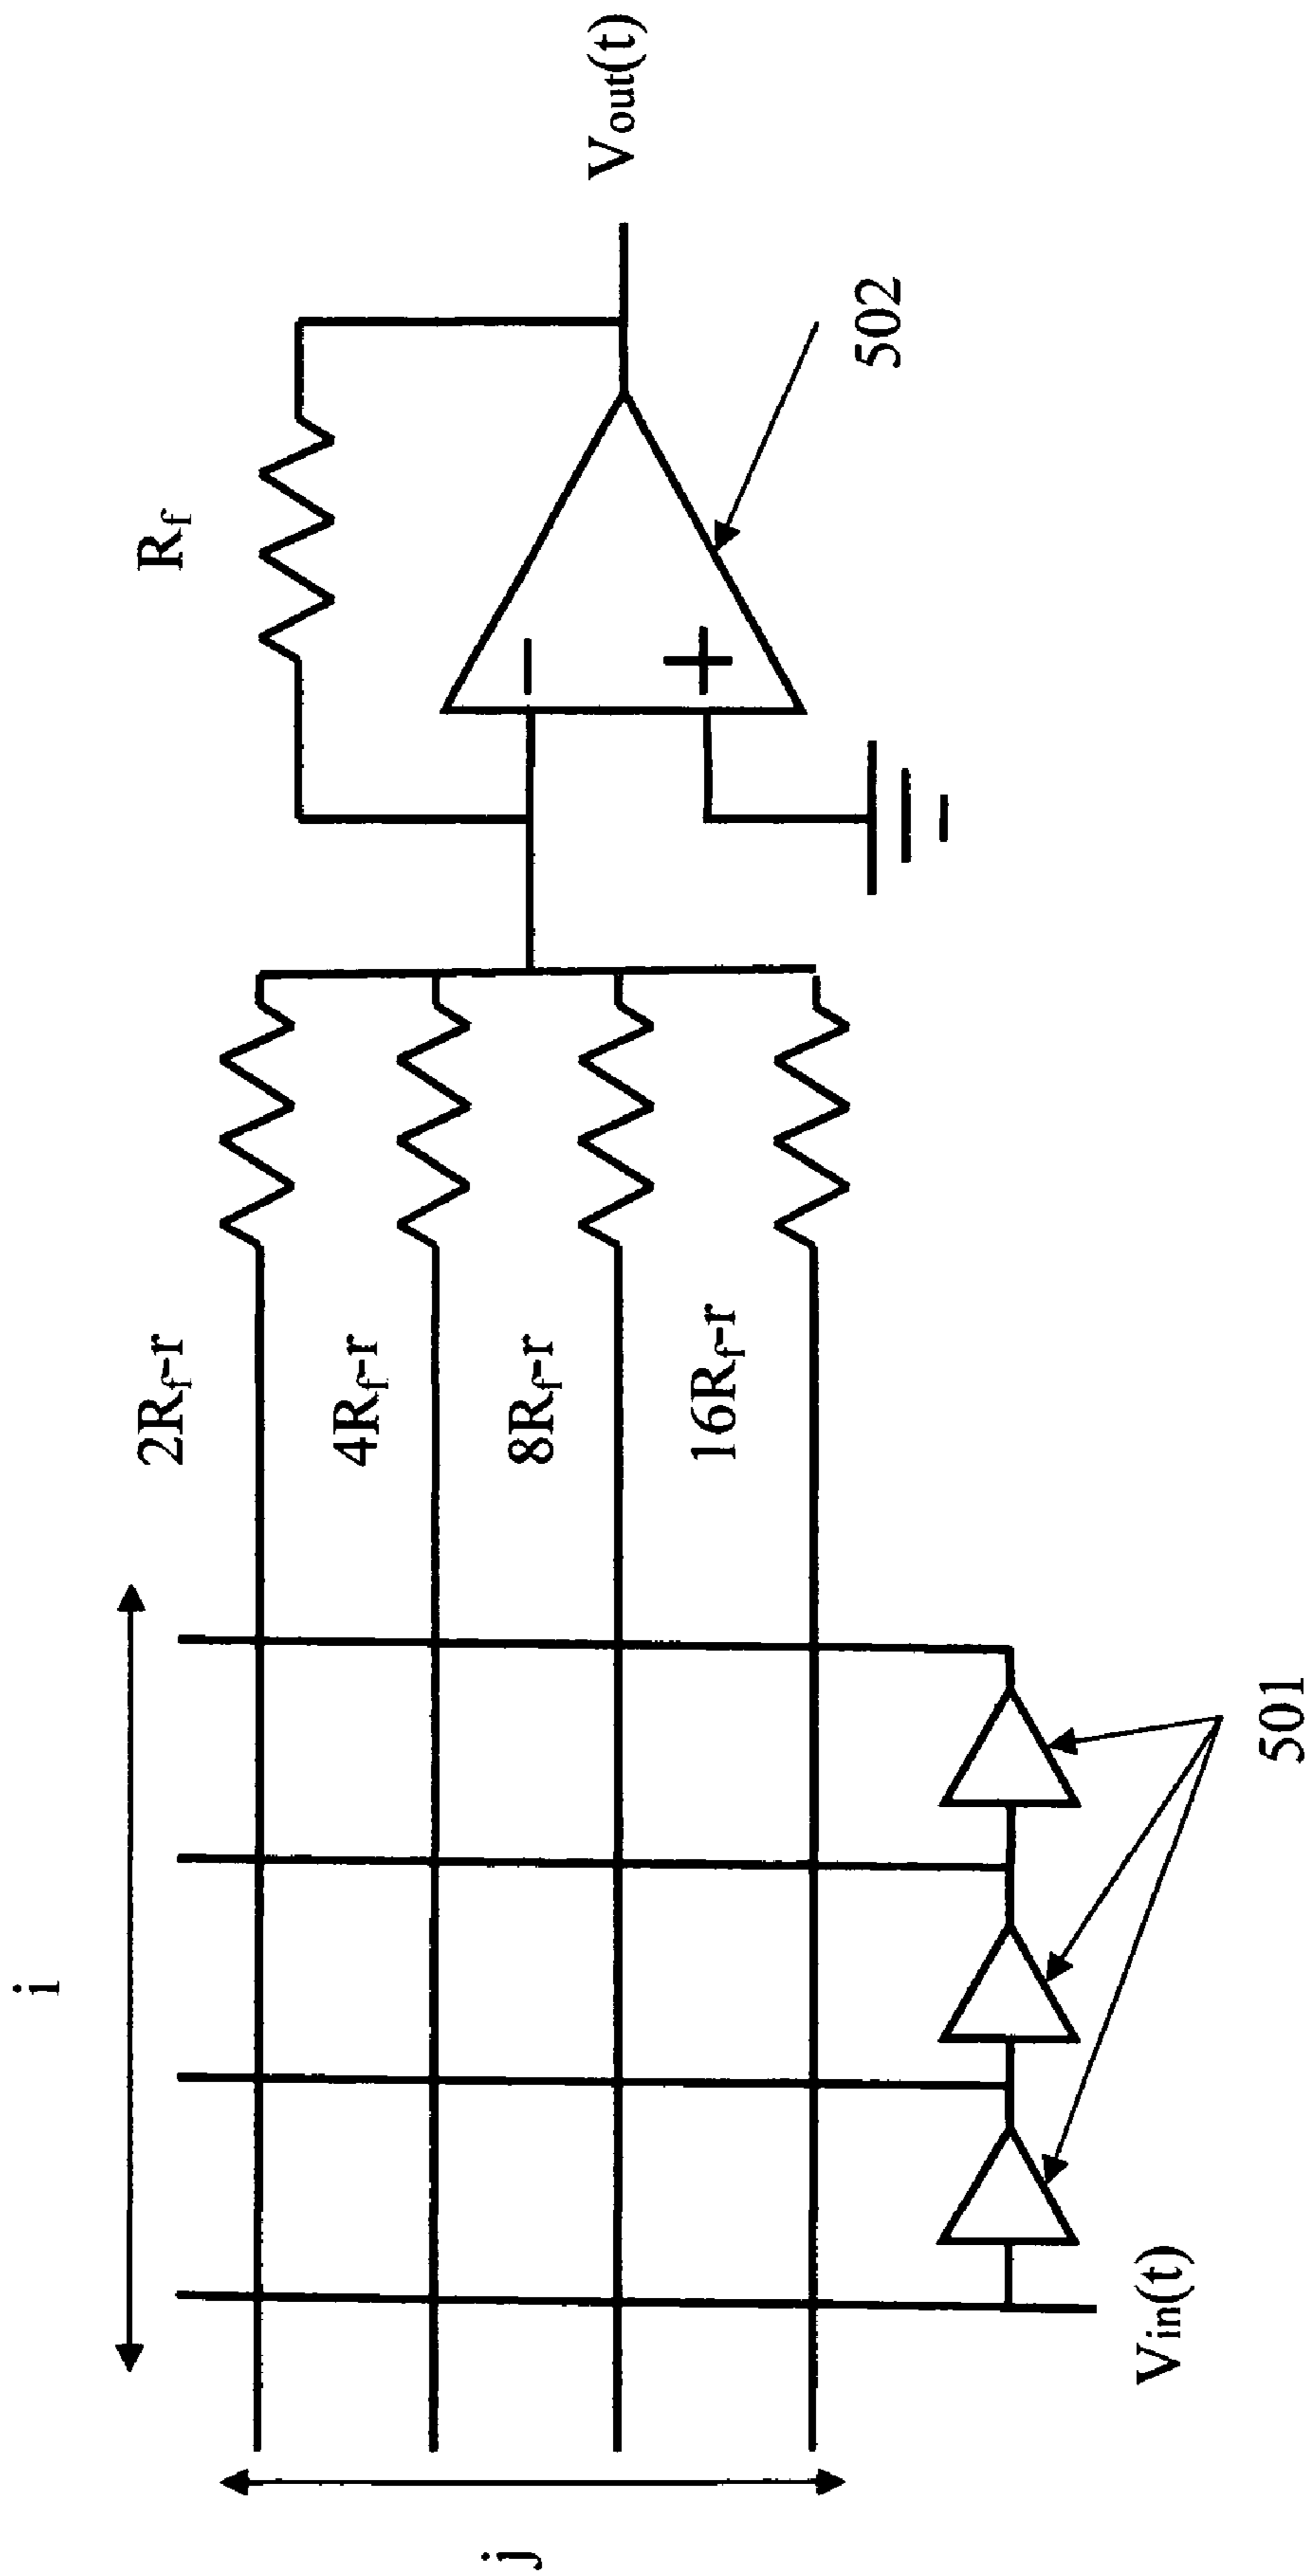 i
j
2Rf-r
4Rf-r
8Rf-r
16Rf-r
Rf
−
+
Vout(t)
502
Vin(t)
501